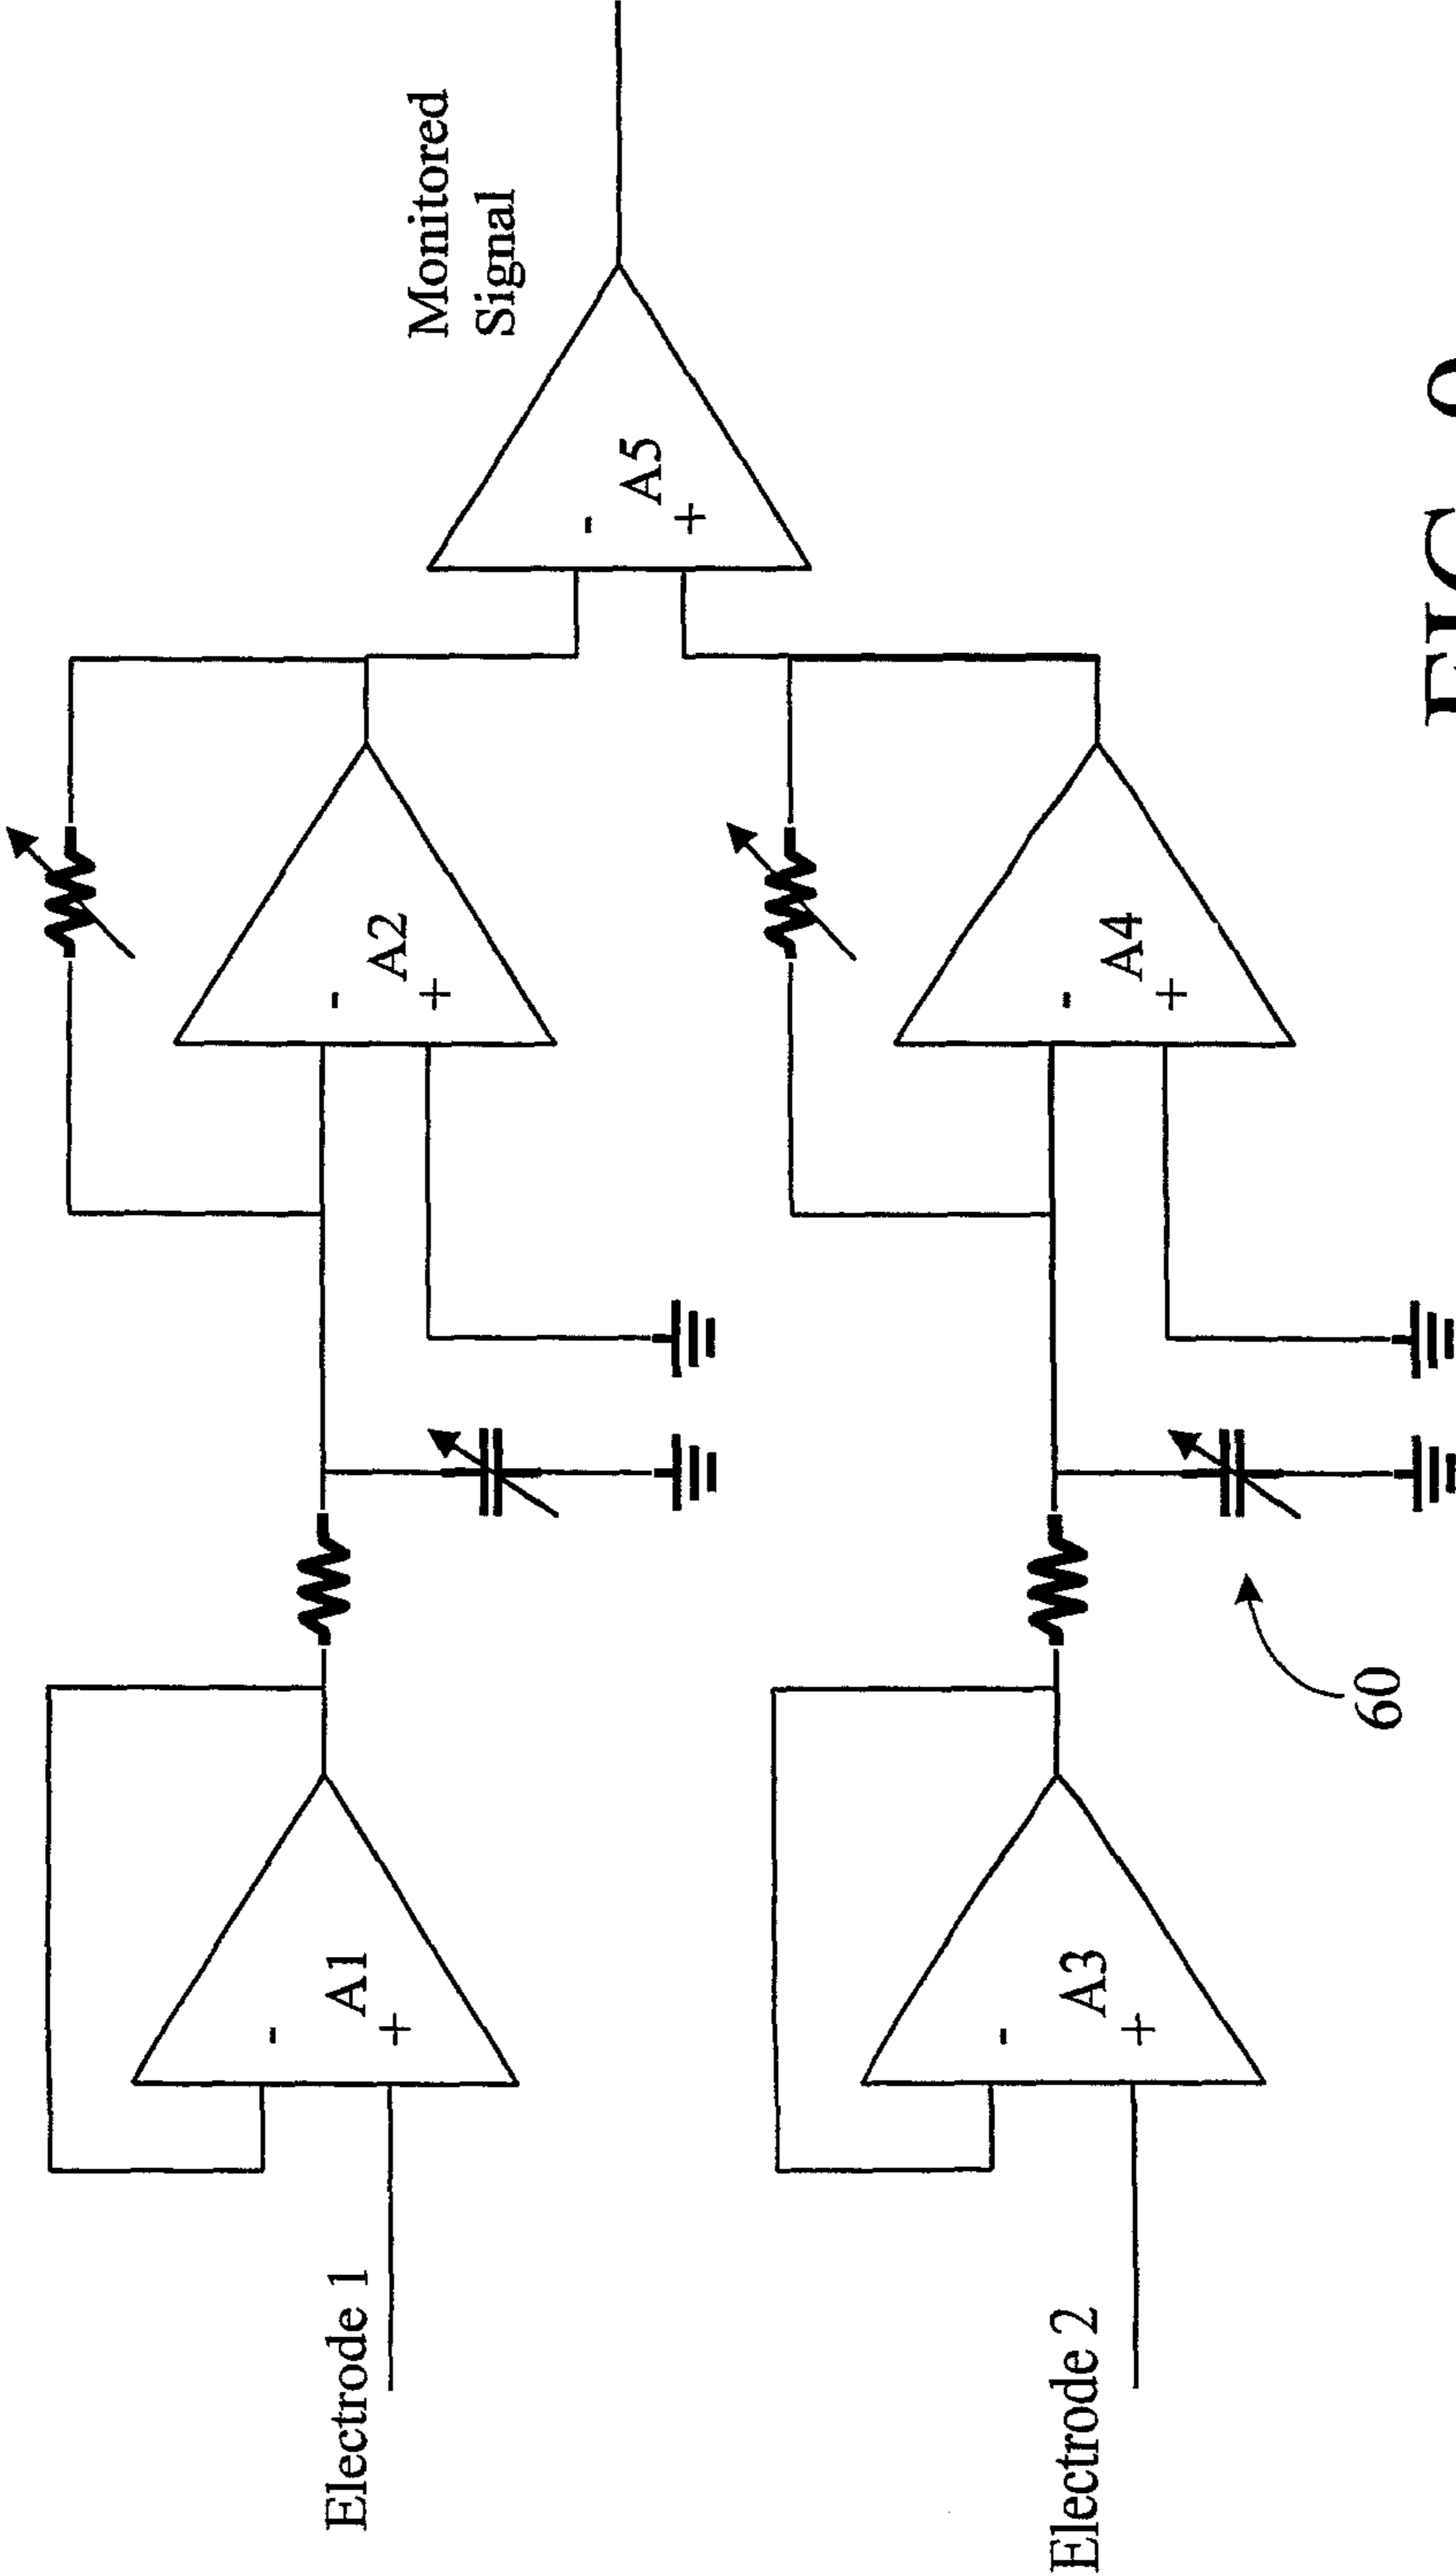 Electrode 1
-
A1
+
-
A2
+
Monitored
Signal
-
A5
+
Electrode 2
-
A3
+
-
A4
+
60